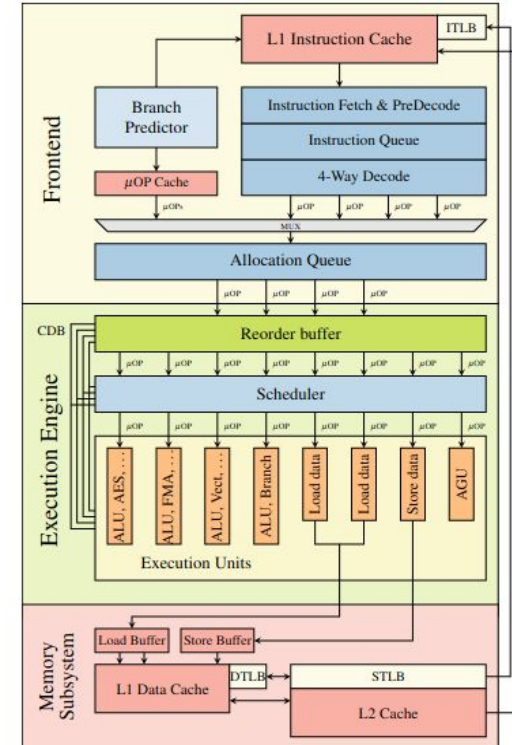 Frontend
L1 Instruction Cache
ITLB
Branch
Predictor
Instruction Fetch & PreDecode
Instruction Queue
μOP Cache
4-Way Decode
μOPs
μOP
μOP
μOP
μOP
MUX
Allocation Queue
μOP
μOP
μOP
μOP
Execution Engine
CDB
Reorder buffer
μOP
μOP
μOP
μOP
μOP
μOP
μOP
μOP
Scheduler
μOP
μOP
μOP
μOP
μOP
μOP
μOP
μOP
ALU, AES, . . .
ALU, FMA, . . .
ALU, Vect, . . .
ALU, Branch
Load data
Load data
Store data
AGU
Execution Units
Memory
Subsystem
Load Buffer
Store Buffer
L1 Data Cache
DTLB
STLB
L2 Cache